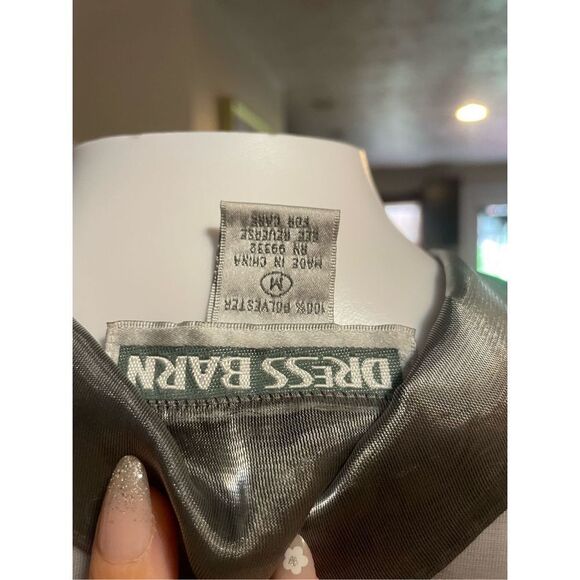 DRESS BARN
100% POLYESTER
M
MADE IN CHINA
RN 99332
SEE REVERSE
FOR CARE